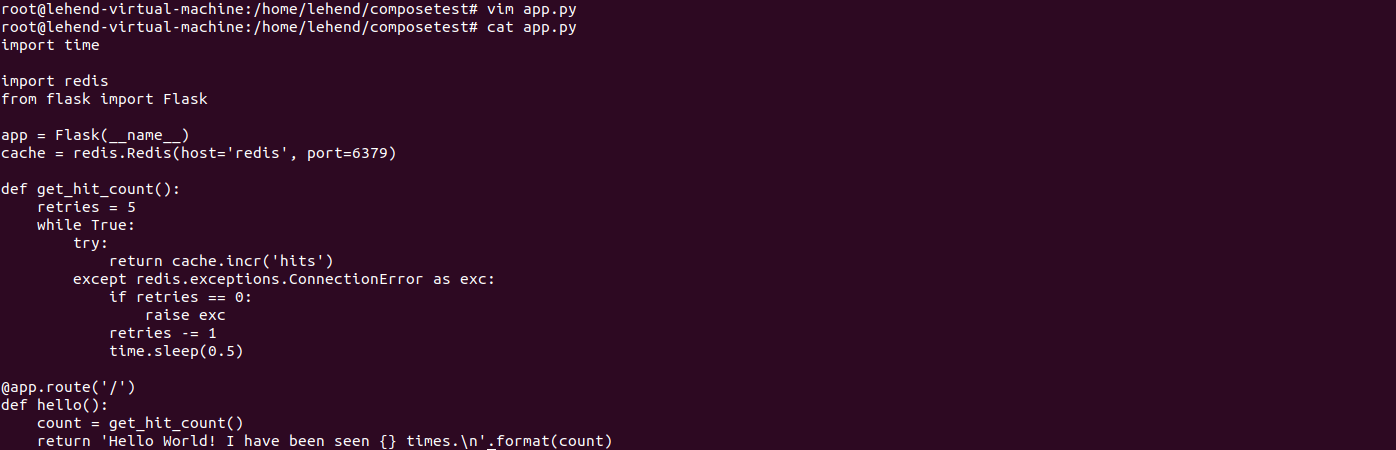 root@lehend-virtual-machine:/home/lehend/composetest# vim app.py
root@lehend-virtual-machine:/home/lehend/composetest# cat app.py
import time

import redis
from flask import Flask

app = Flask(__name__)
cache = redis.Redis(host='redis', port=6379)

def get_hit_count():
    retries = 5
    while True:
        try:
            return cache.incr('hits')
        except redis.exceptions.ConnectionError as exc:
            if retries == 0:
                raise exc
            retries -= 1
            time.sleep(0.5)

@app.route('/')
def hello():
    count = get_hit_count()
    return 'Hello World! I have been seen {} times.\n'.format(count)